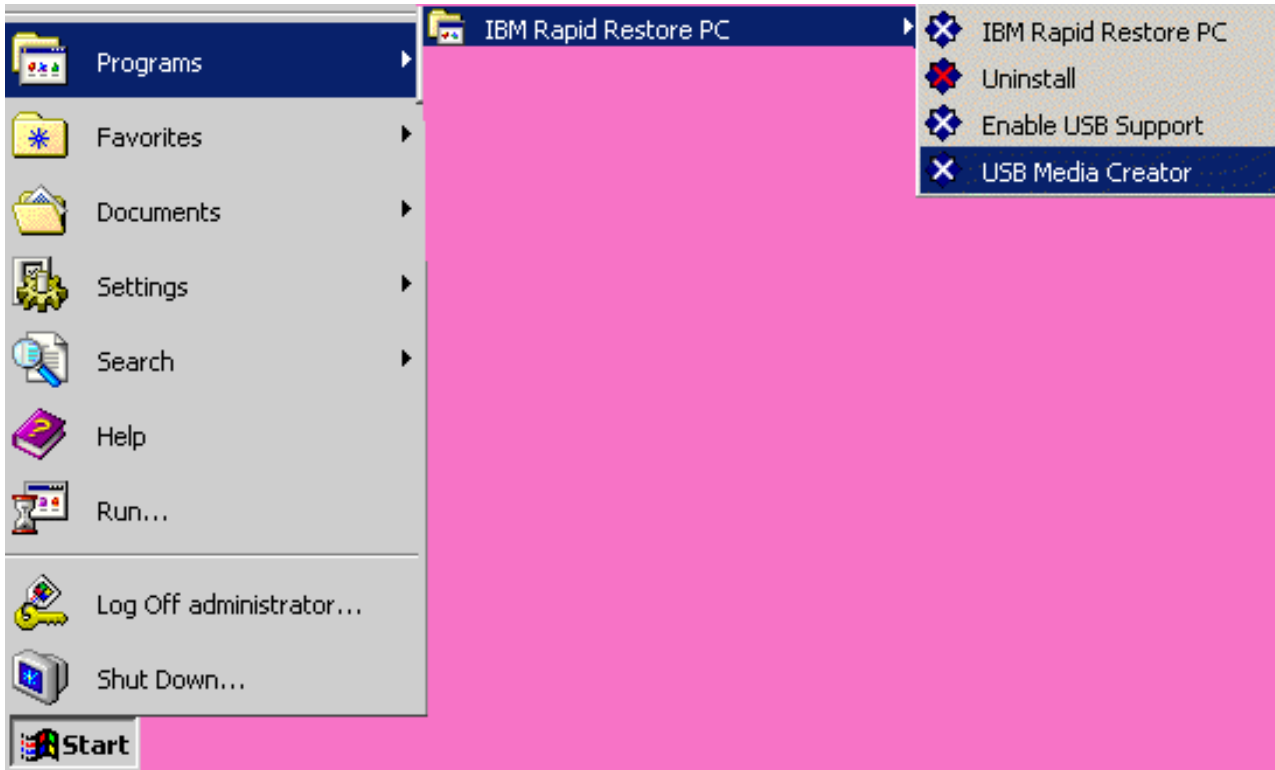 Programs
Favorites
Documents
Settings
Search
Help
Run...
Log Off administrator...
Shut Down...
Start
IBM Rapid Restore PC
IBM Rapid Restore PC
Uninstall
Enable USB Support
USB Media Creator